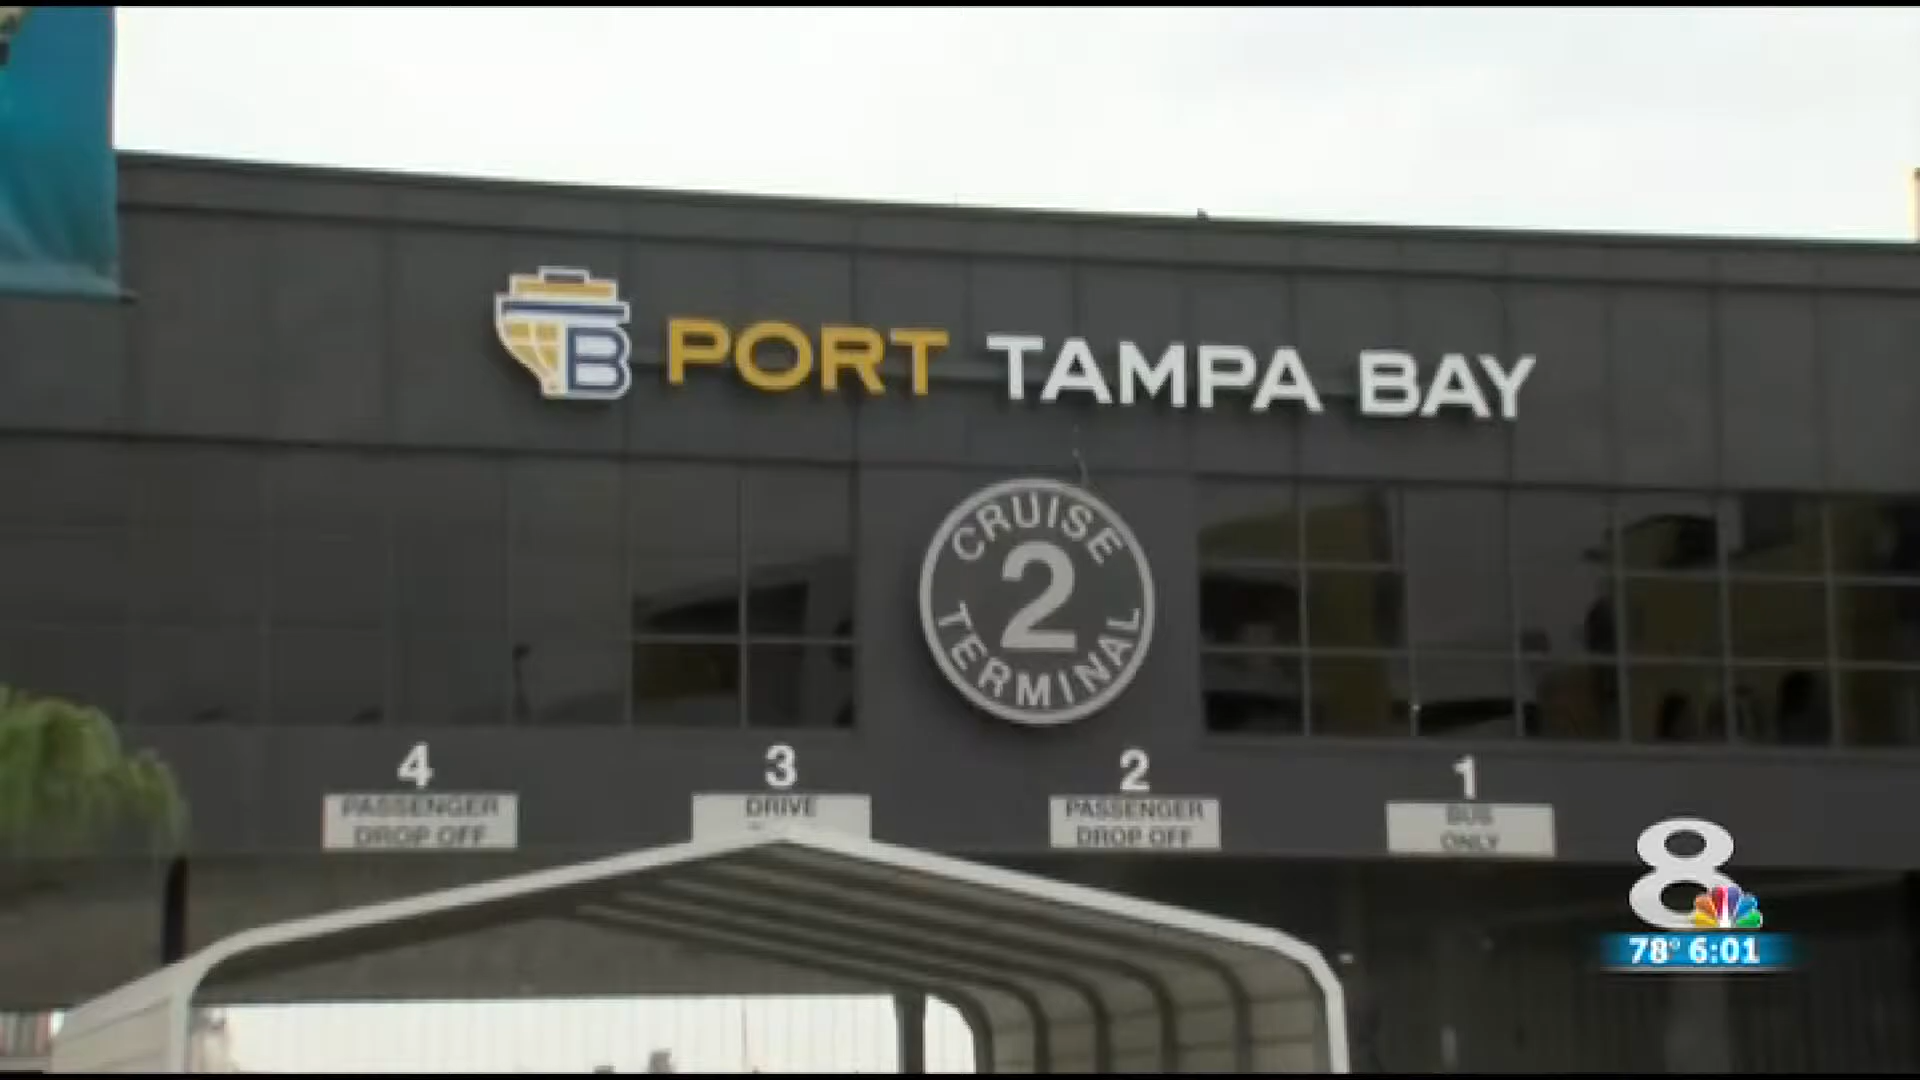 B PORT TAMPA BAY
CRUISE
2
TERMINAL
4
PASSENGER
DROP OFF
3
DRIVE
2
PASSENGER
DROP OFF
1
BUS
ONLY
8
78° 6:01